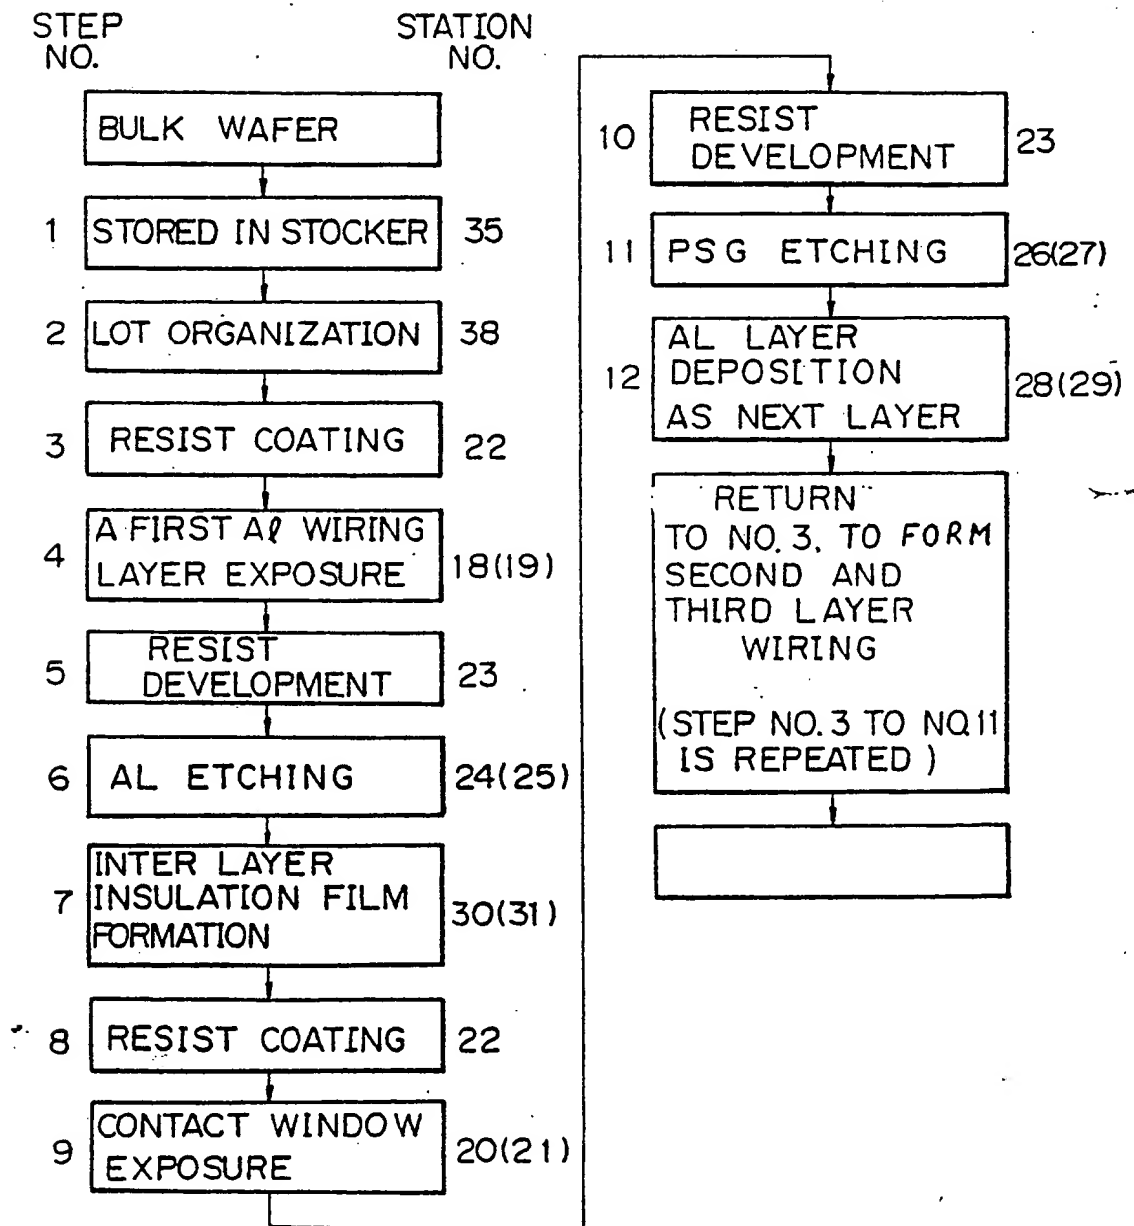 STEP NO.
STATION NO.
BULK WAFER
1 STORED IN STOCKER 35
2 LOT ORGANIZATION 38
3 RESIST COATING 22
4 A FIRST Aℓ WIRING
LAYER EXPOSURE 18(19)
5 RESIST
DEVELOPMENT 23
6 AL ETCHING 24(25)
7 INTER LAYER
INSULATION FILM
FORMATION 30(31)
8 RESIST COATING 22
9 CONTACT WINDOW
EXPOSURE 20(21)
10 RESIST
DEVELOPMENT 23
11 PSG ETCHING 26(27)
12 AL LAYER
DEPOSITION
AS NEXT LAYER 28(29)
RETURN
TO NO. 3, TO FORM
SECOND AND
THIRD LAYER
WIRING
(STEP NO. 3 TO NO.11
IS REPEATED)